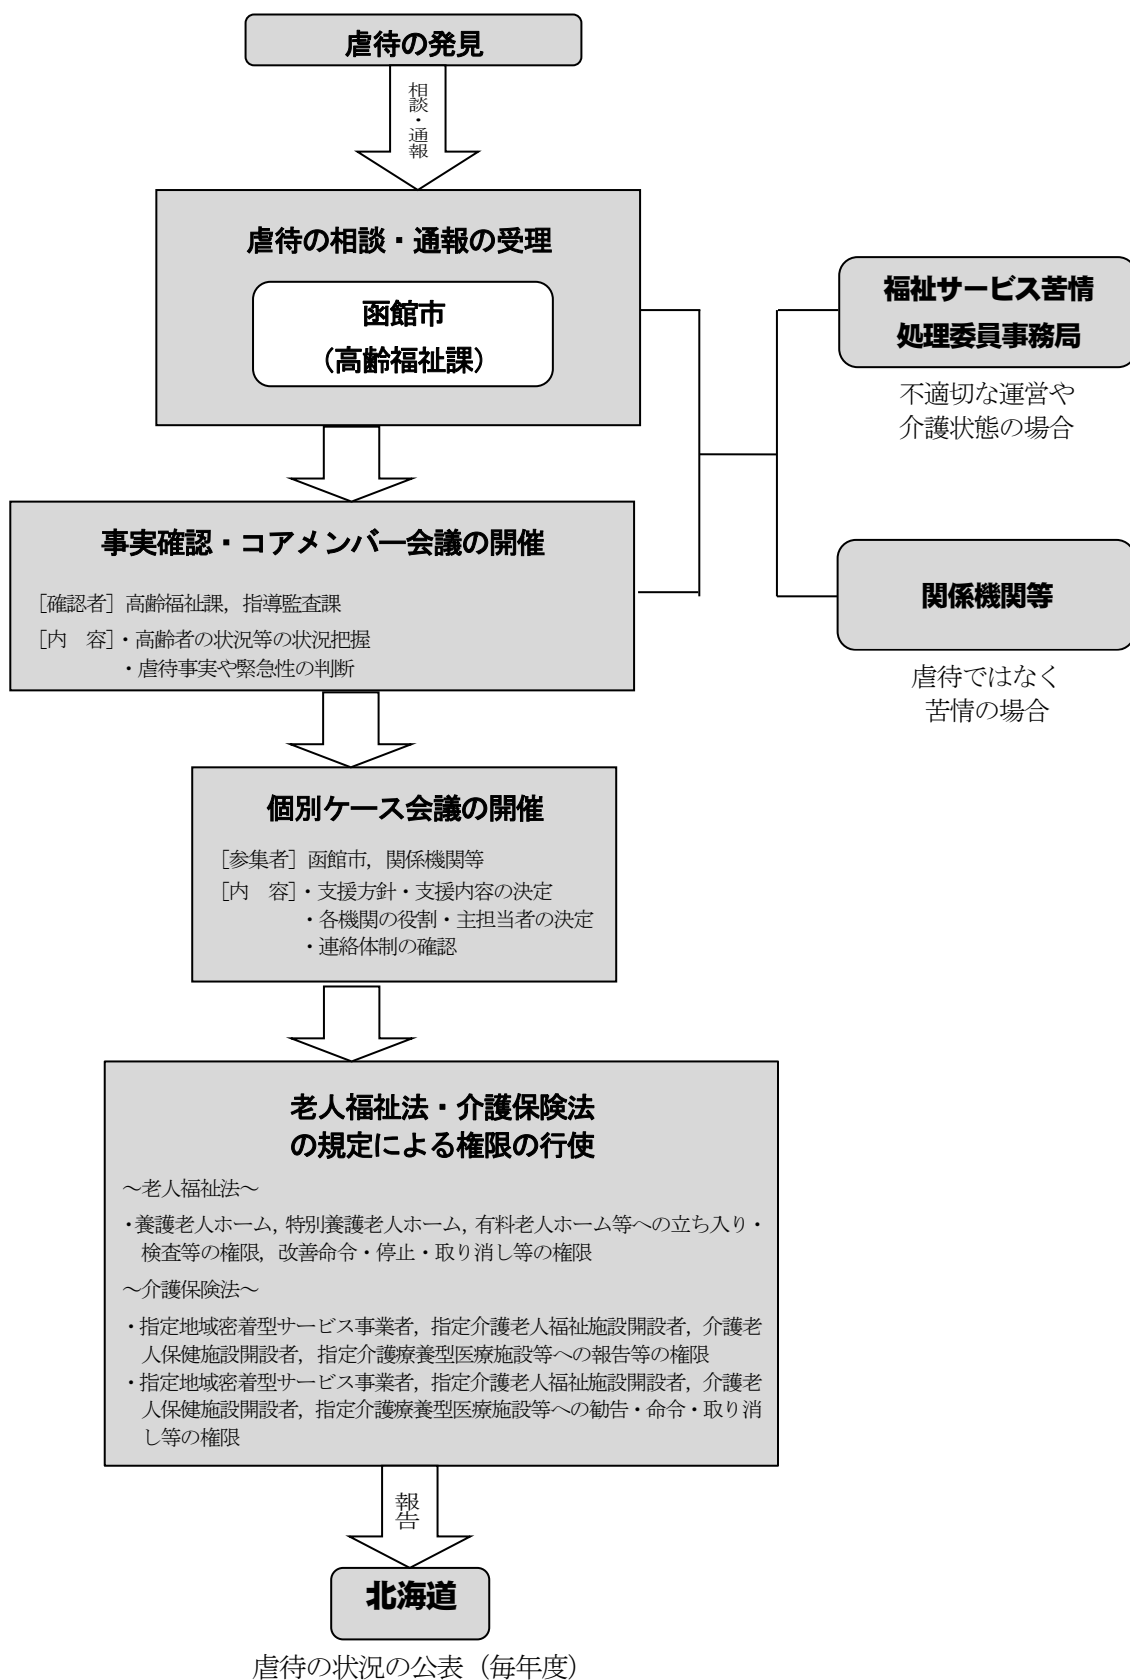 虐待の発見
相談・通報
虐待の相談・通報の受理
函館市
（高齢福祉課）
福祉サービス苦情
処理委員事務局
不適切な運営や
介護状態の場合
事実確認・コアメンバー会議の開催
［確認者］高齢福祉課，指導監査課
［内　容］・高齢者の状況等の状況把握
・虐待事実や緊急性の判断
関係機関等
虐待ではなく
苦情の場合
個別ケース会議の開催
［参集者］函館市，関係機関等
［内　容］・支援方針・支援内容の決定
・各機関の役割・主担当者の決定
・連絡体制の確認
老人福祉法・介護保険法
の規定による権限の行使
～老人福祉法～
・養護老人ホーム，特別養護老人ホーム，有料老人ホーム等への立ち入り・
検査等の権限，改善命令・停止・取り消し等の権限
～介護保険法～
・指定地域密着型サービス事業者，指定介護老人福祉施設開設者，介護老
人保健施設開設者，指定介護療養型医療施設等への報告等の権限
・指定地域密着型サービス事業者，指定介護老人福祉施設開設者，介護老
人保健施設開設者，指定介護療養型医療施設等への勧告・命令・取り消
し等の権限
報告
北海道
虐待の状況の公表（毎年度）